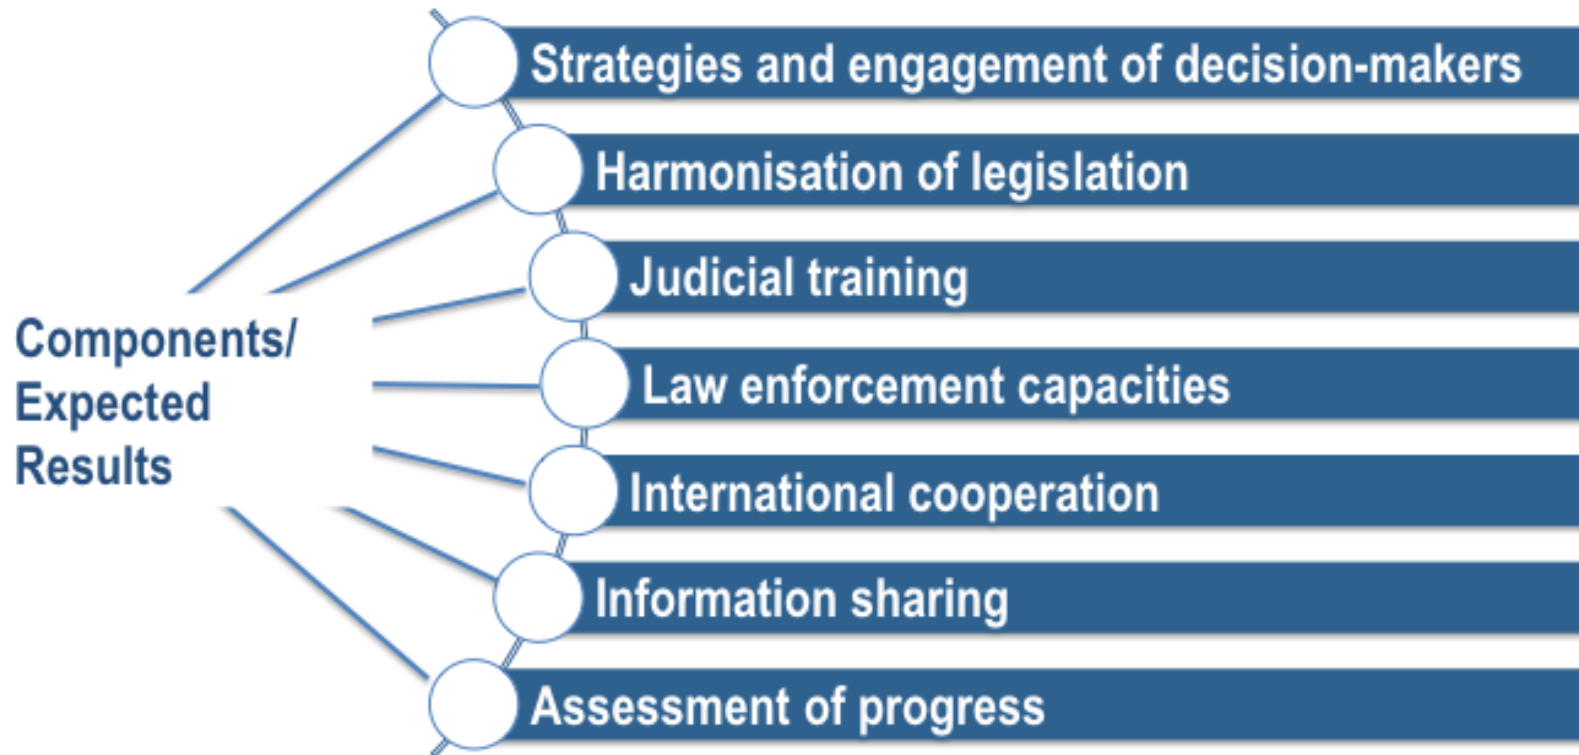 Strategies and engagement of decision-makers
Harmonisation of legislation
Judicial training
Components/
Expected
Results
Law enforcement capacities
International cooperation
Information sharing
Assessment of progress